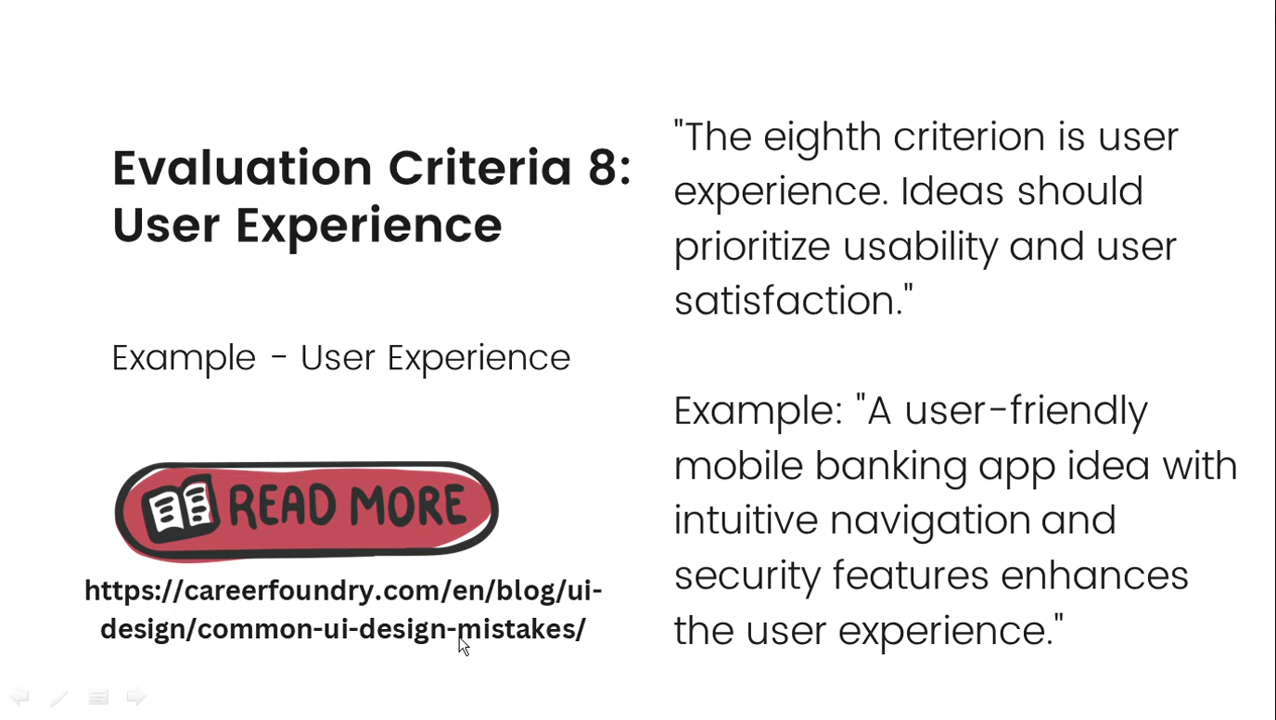 Evaluation Criteria 8:
User Experience
Example - User Experience
READ MORE
https://careerfoundry.com/en/blog/ui-
design/common-ui-design-mistakes/
"The eighth criterion is user
experience. Ideas should
prioritize usability and user
satisfaction."
Example: "A user-friendly
mobile banking app idea with
intuitive navigation and
security features enhances
the user experience."